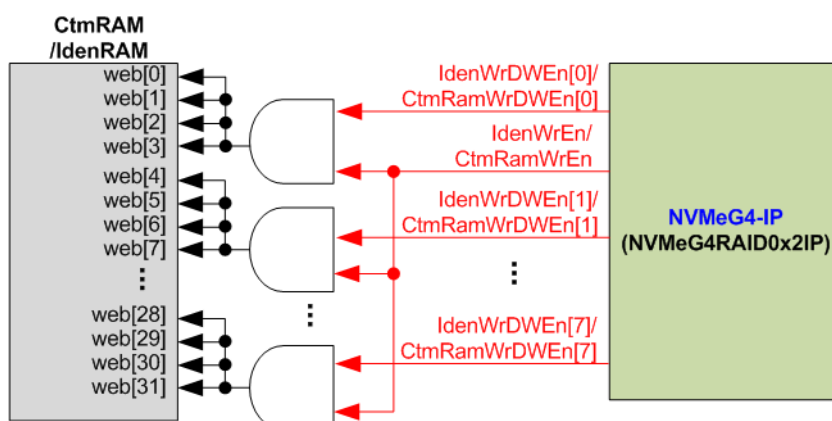 CtmRAM
/IdenRAM
web[0]
web[1]
web[2]
web[3]
web[4]
web[5]
web[6]
web[7]
web[28]
web[29]
web[30]
web[31]
IdenWrDWEn[0]/
CtmRamWrDWEn[0]
IdenWrEn/
CtmRamWrEn
IdenWrDWEn[1]/
CtmRamWrDWEn[1]
IdenWrDWEn[7]/
CtmRamWrDWEn[7]
NVMeG4-IP
(NVMeG4RAID0x2IP)